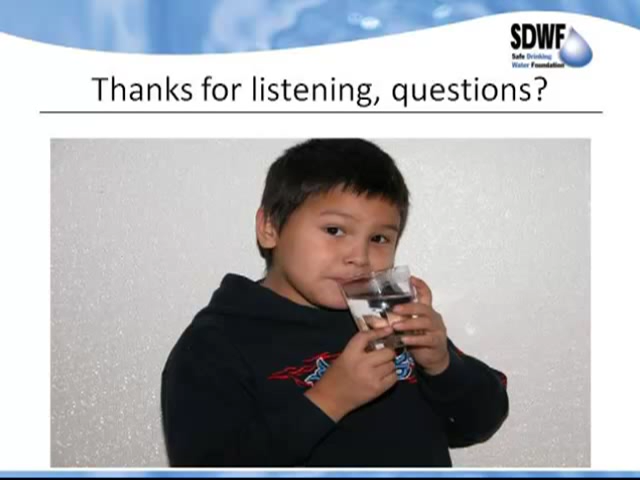 SDWF
Safe Drinking
Water Foundation
Thanks for listening, questions?